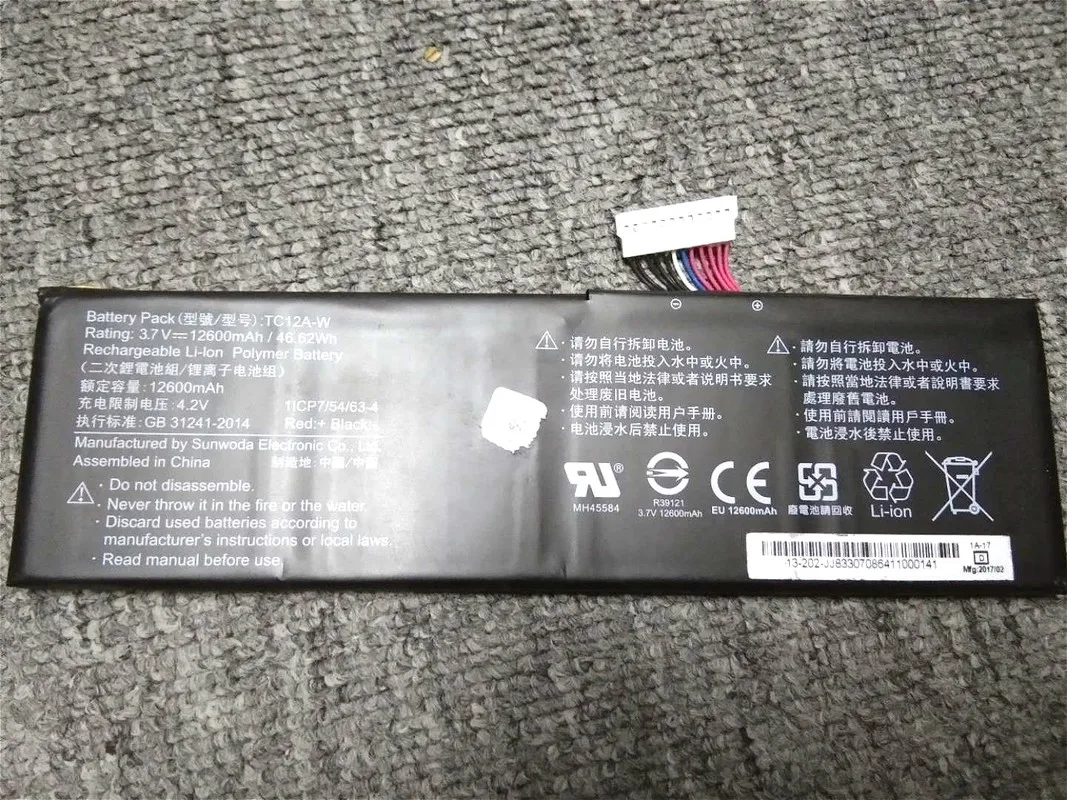 Battery Pack (型號/型号):TC12A-W
Rating: 3.7V⎓12600mAh / 46.62Wh
Rechargeable Li-Ion Polymer Battery
(二次鋰電池組/锂离子电池组)
额定容量: 12600mAh
充电限制电压: 4.2V 1ICP7/54/63-4
执行标准: GB 31241-2014 Red:+ Black:-
Manufactured by Sunwoda Electronic Co., Ltd.
Assembled in China 製造地: 中國/中国
· Do not disassemble.
· Never throw it in the fire or the water.
· Discard used batteries according to
manufacturer's instructions or local laws.
· Read manual before use.
⊖ ⊕
· 请勿自行拆卸电池。
· 请勿将电池投入水中或火中。
· 请按照当地法律或者说明书要求
处理废旧电池。
· 使用前请阅读用户手册。
· 电池浸水后禁止使用。
· 請勿自行拆卸電池。
· 請勿將電池投入水中或火中。
· 請按照當地法律或者說明書要求
處理廢舊電池。
· 使用前請閱讀用戶手冊。
· 電池浸水後禁止使用。
RU®
MH45584
R39121
3.7V 12600mAh
CE
EU 12600mAh
廢電池請回收
Li-ion
13-202-JJ83307086411000141
1A-17
D
Mfg:2017/02